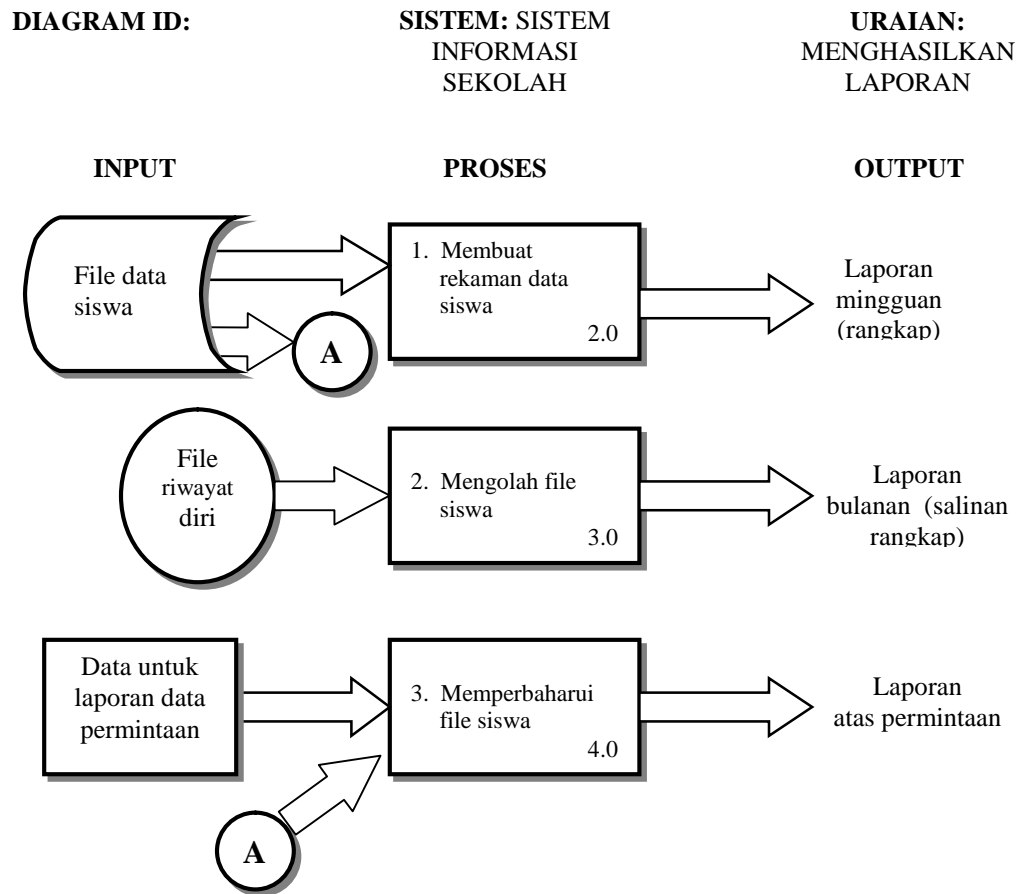 DIAGRAM ID:
SISTEM: SISTEM
INFORMASI
SEKOLAH
URAIAN:
MENGHASILKAN
LAPORAN
INPUT
PROSES
OUTPUT
File data
siswa
A
1. Membuat
rekaman data
siswa
2.0
Laporan
mingguan
(rangkap)
File
riwayat
diri
2. Mengolah file
siswa
3.0
Laporan
bulanan (salinan
rangkap)
Data untuk
laporan data
permintaan
3. Memperbaharui
file siswa
4.0
Laporan
atas permintaan
A